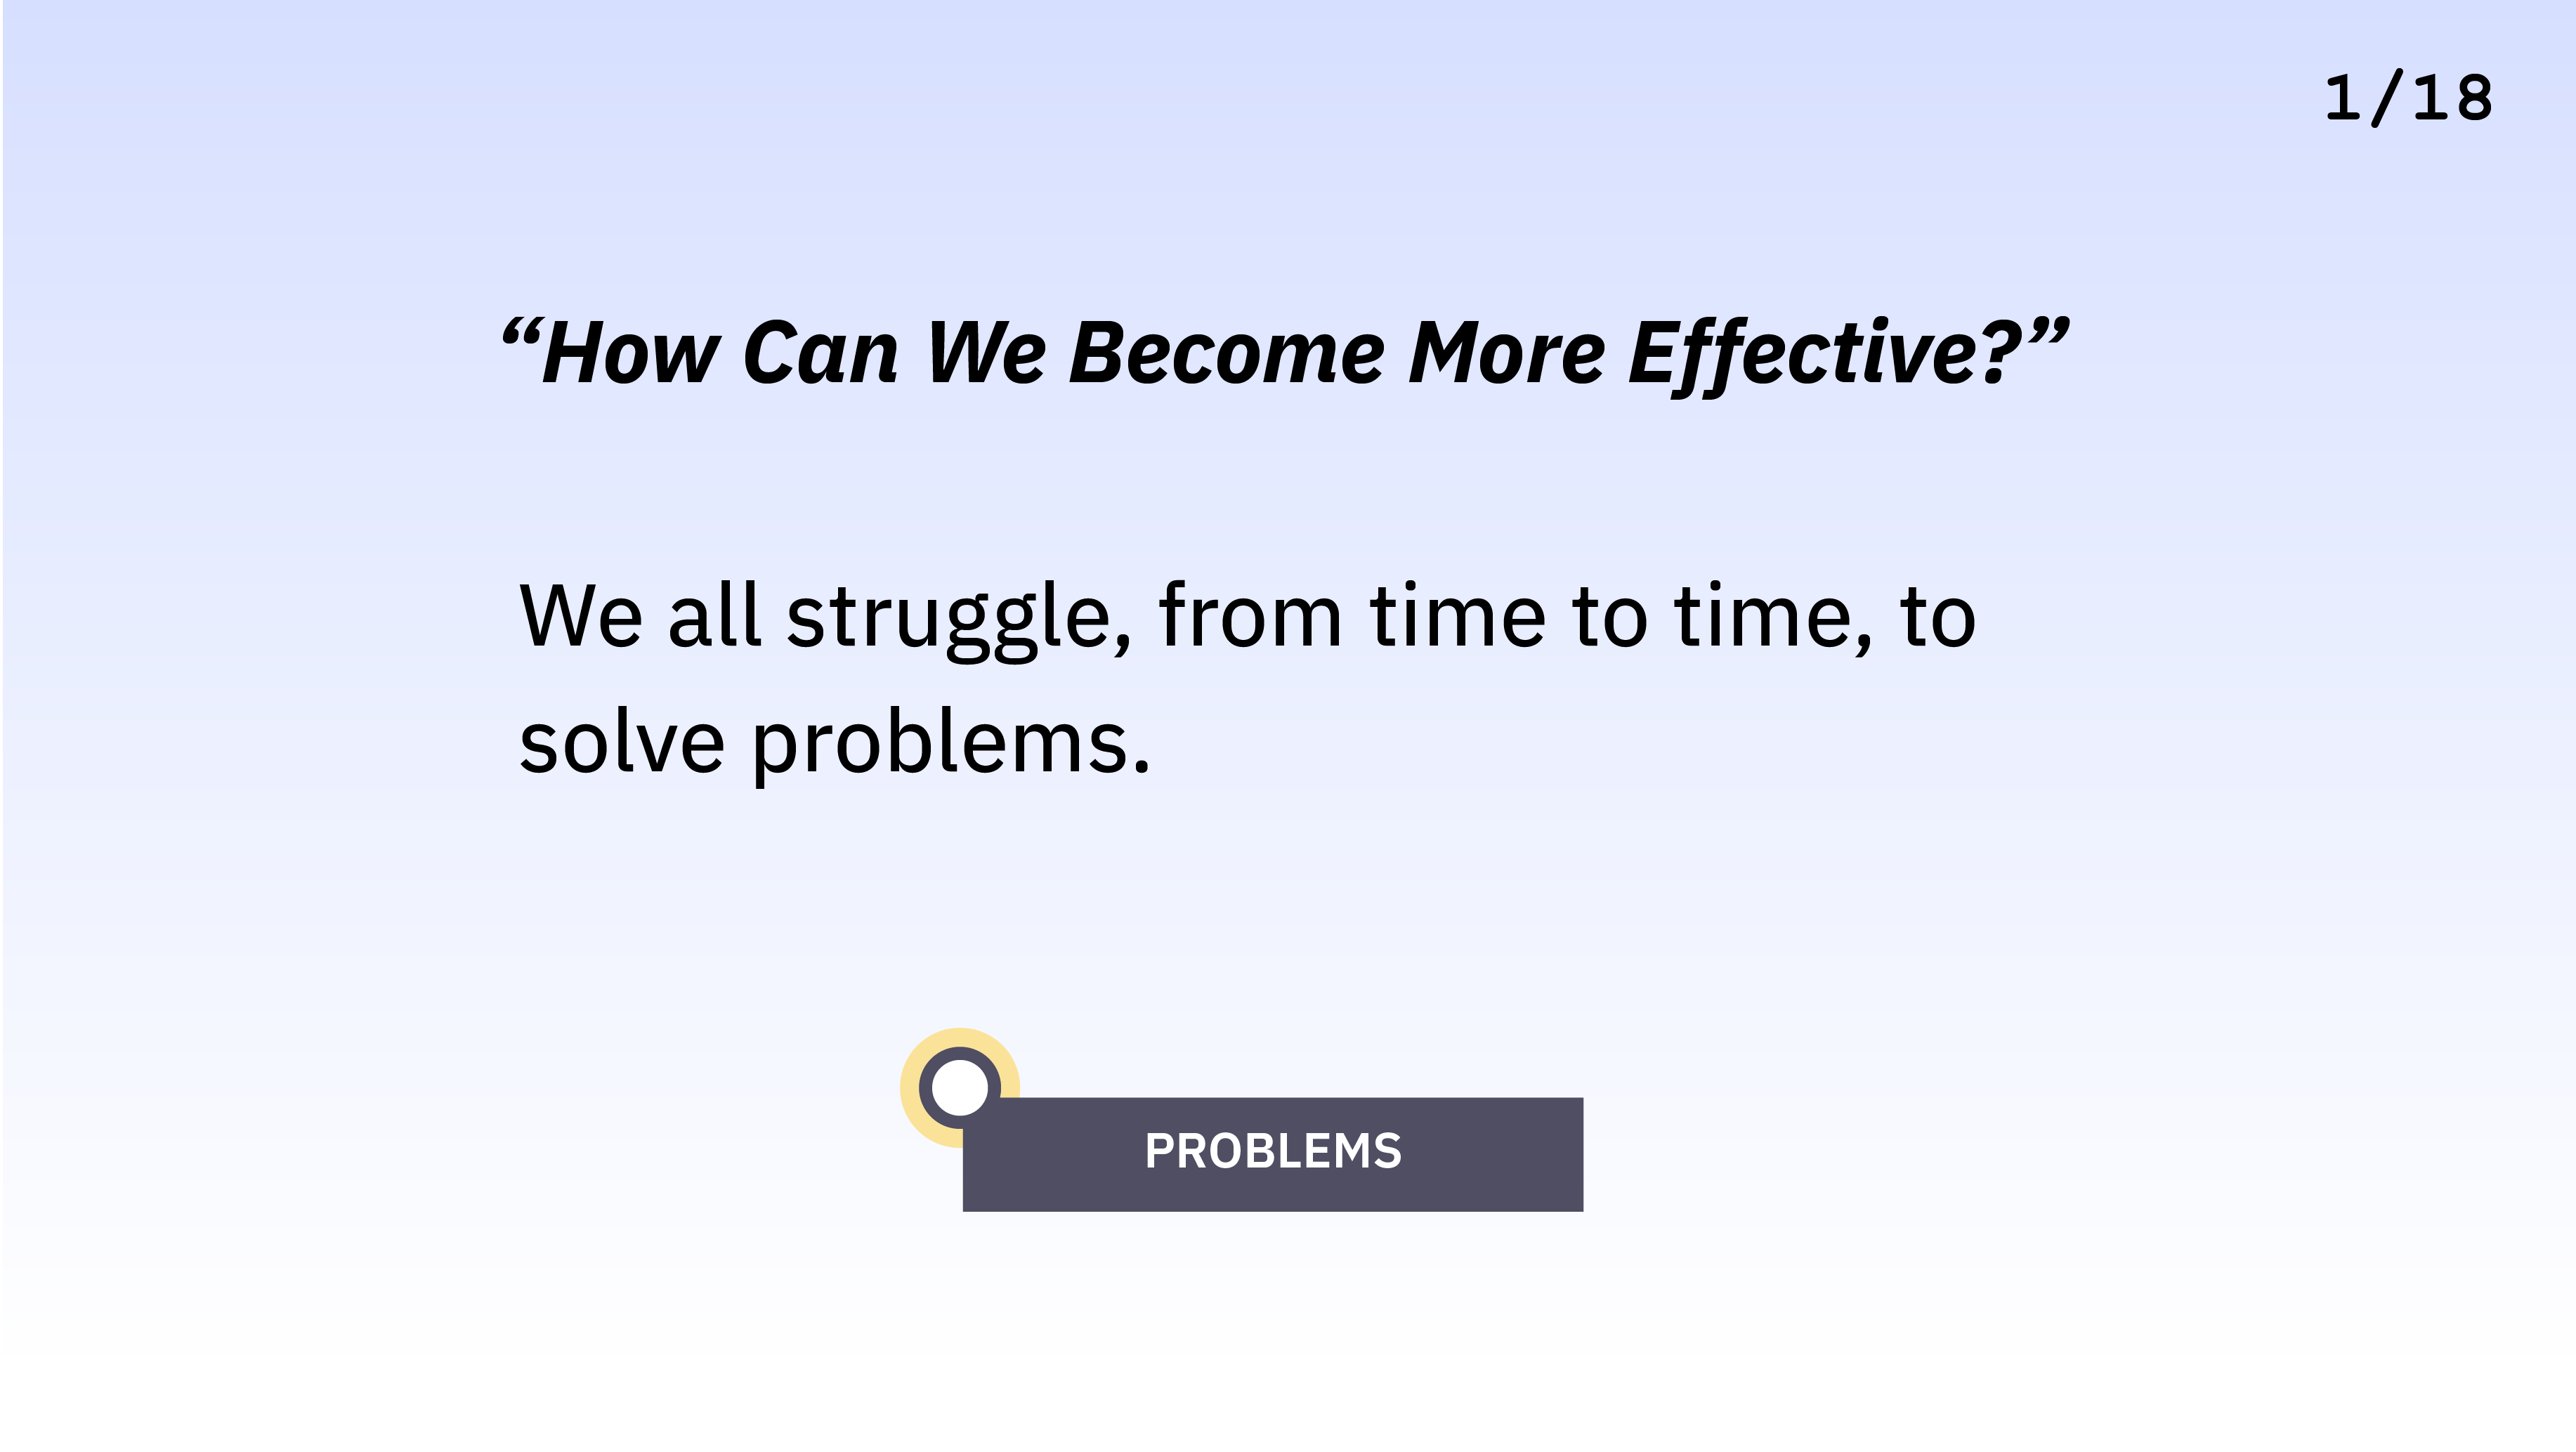 1/18
“How Can We Become More Effective?”
We all struggle, from time to time, to
solve problems.
PROBLEMS